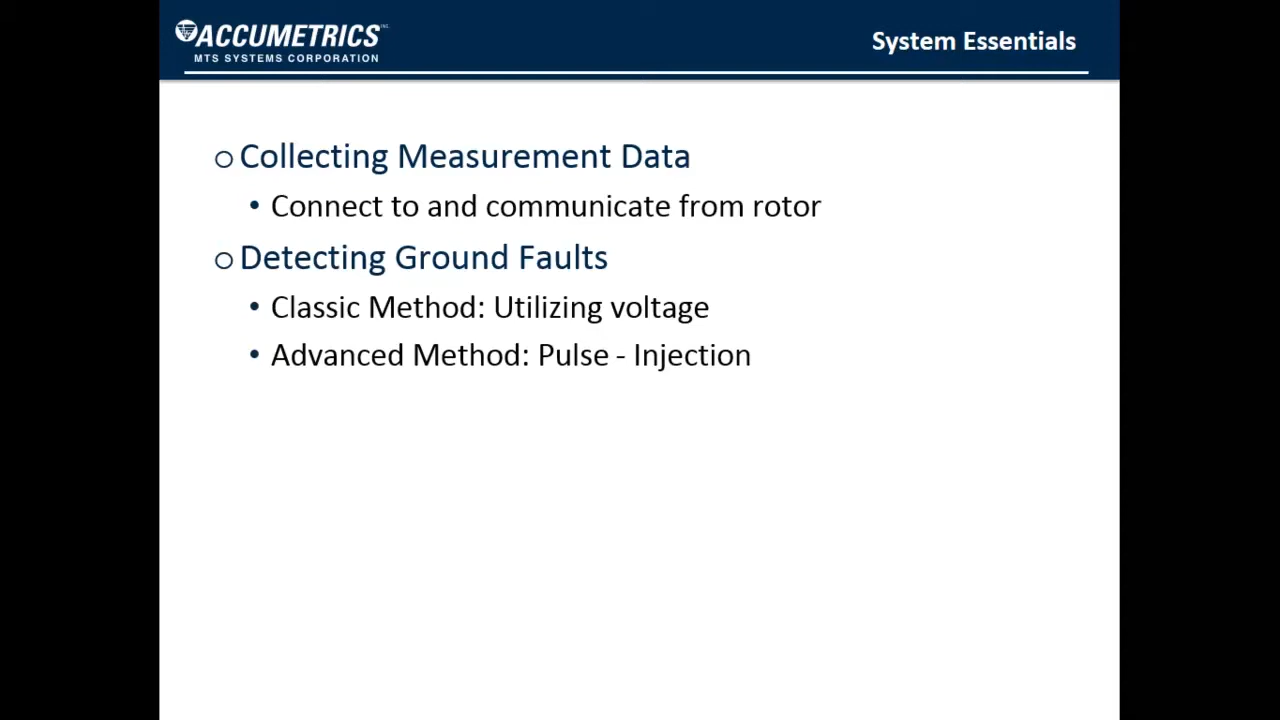 ACCUMETRICS INC.
MTS SYSTEMS CORPORATION
System Essentials
Collecting Measurement Data
• Connect to and communicate from rotor
Detecting Ground Faults
• Classic Method: Utilizing voltage
• Advanced Method: Pulse - Injection